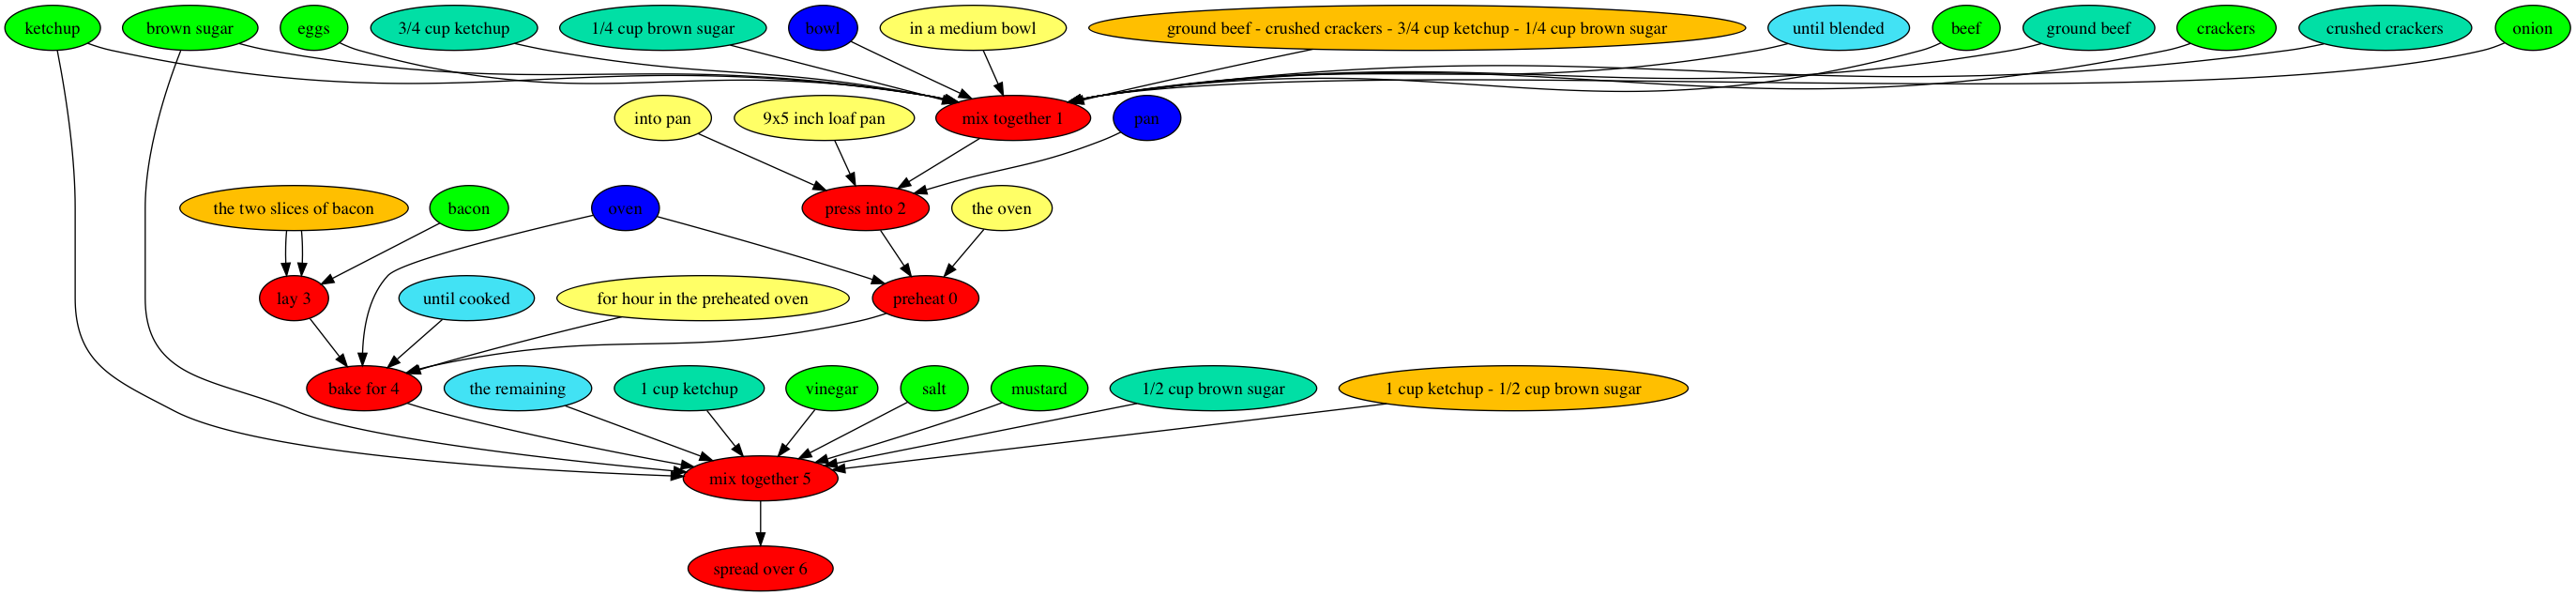 ketchup
brown sugar
eggs
3/4 cup ketchup
1/4 cup brown sugar
bowl
in a medium bowl
ground beef - crushed crackers - 3/4 cup ketchup - 1/4 cup brown sugar
until blended
beef
ground beef
crackers
crushed crackers
onion
into pan
9x5 inch loaf pan
mix together 1
pan
the two slices of bacon
bacon
oven
press into 2
the oven
lay 3
until cooked
for hour in the preheated oven
preheat 0
bake for 4
the remaining
1 cup ketchup
vinegar
salt
mustard
1/2 cup brown sugar
1 cup ketchup - 1/2 cup brown sugar
mix together 5
spread over 6